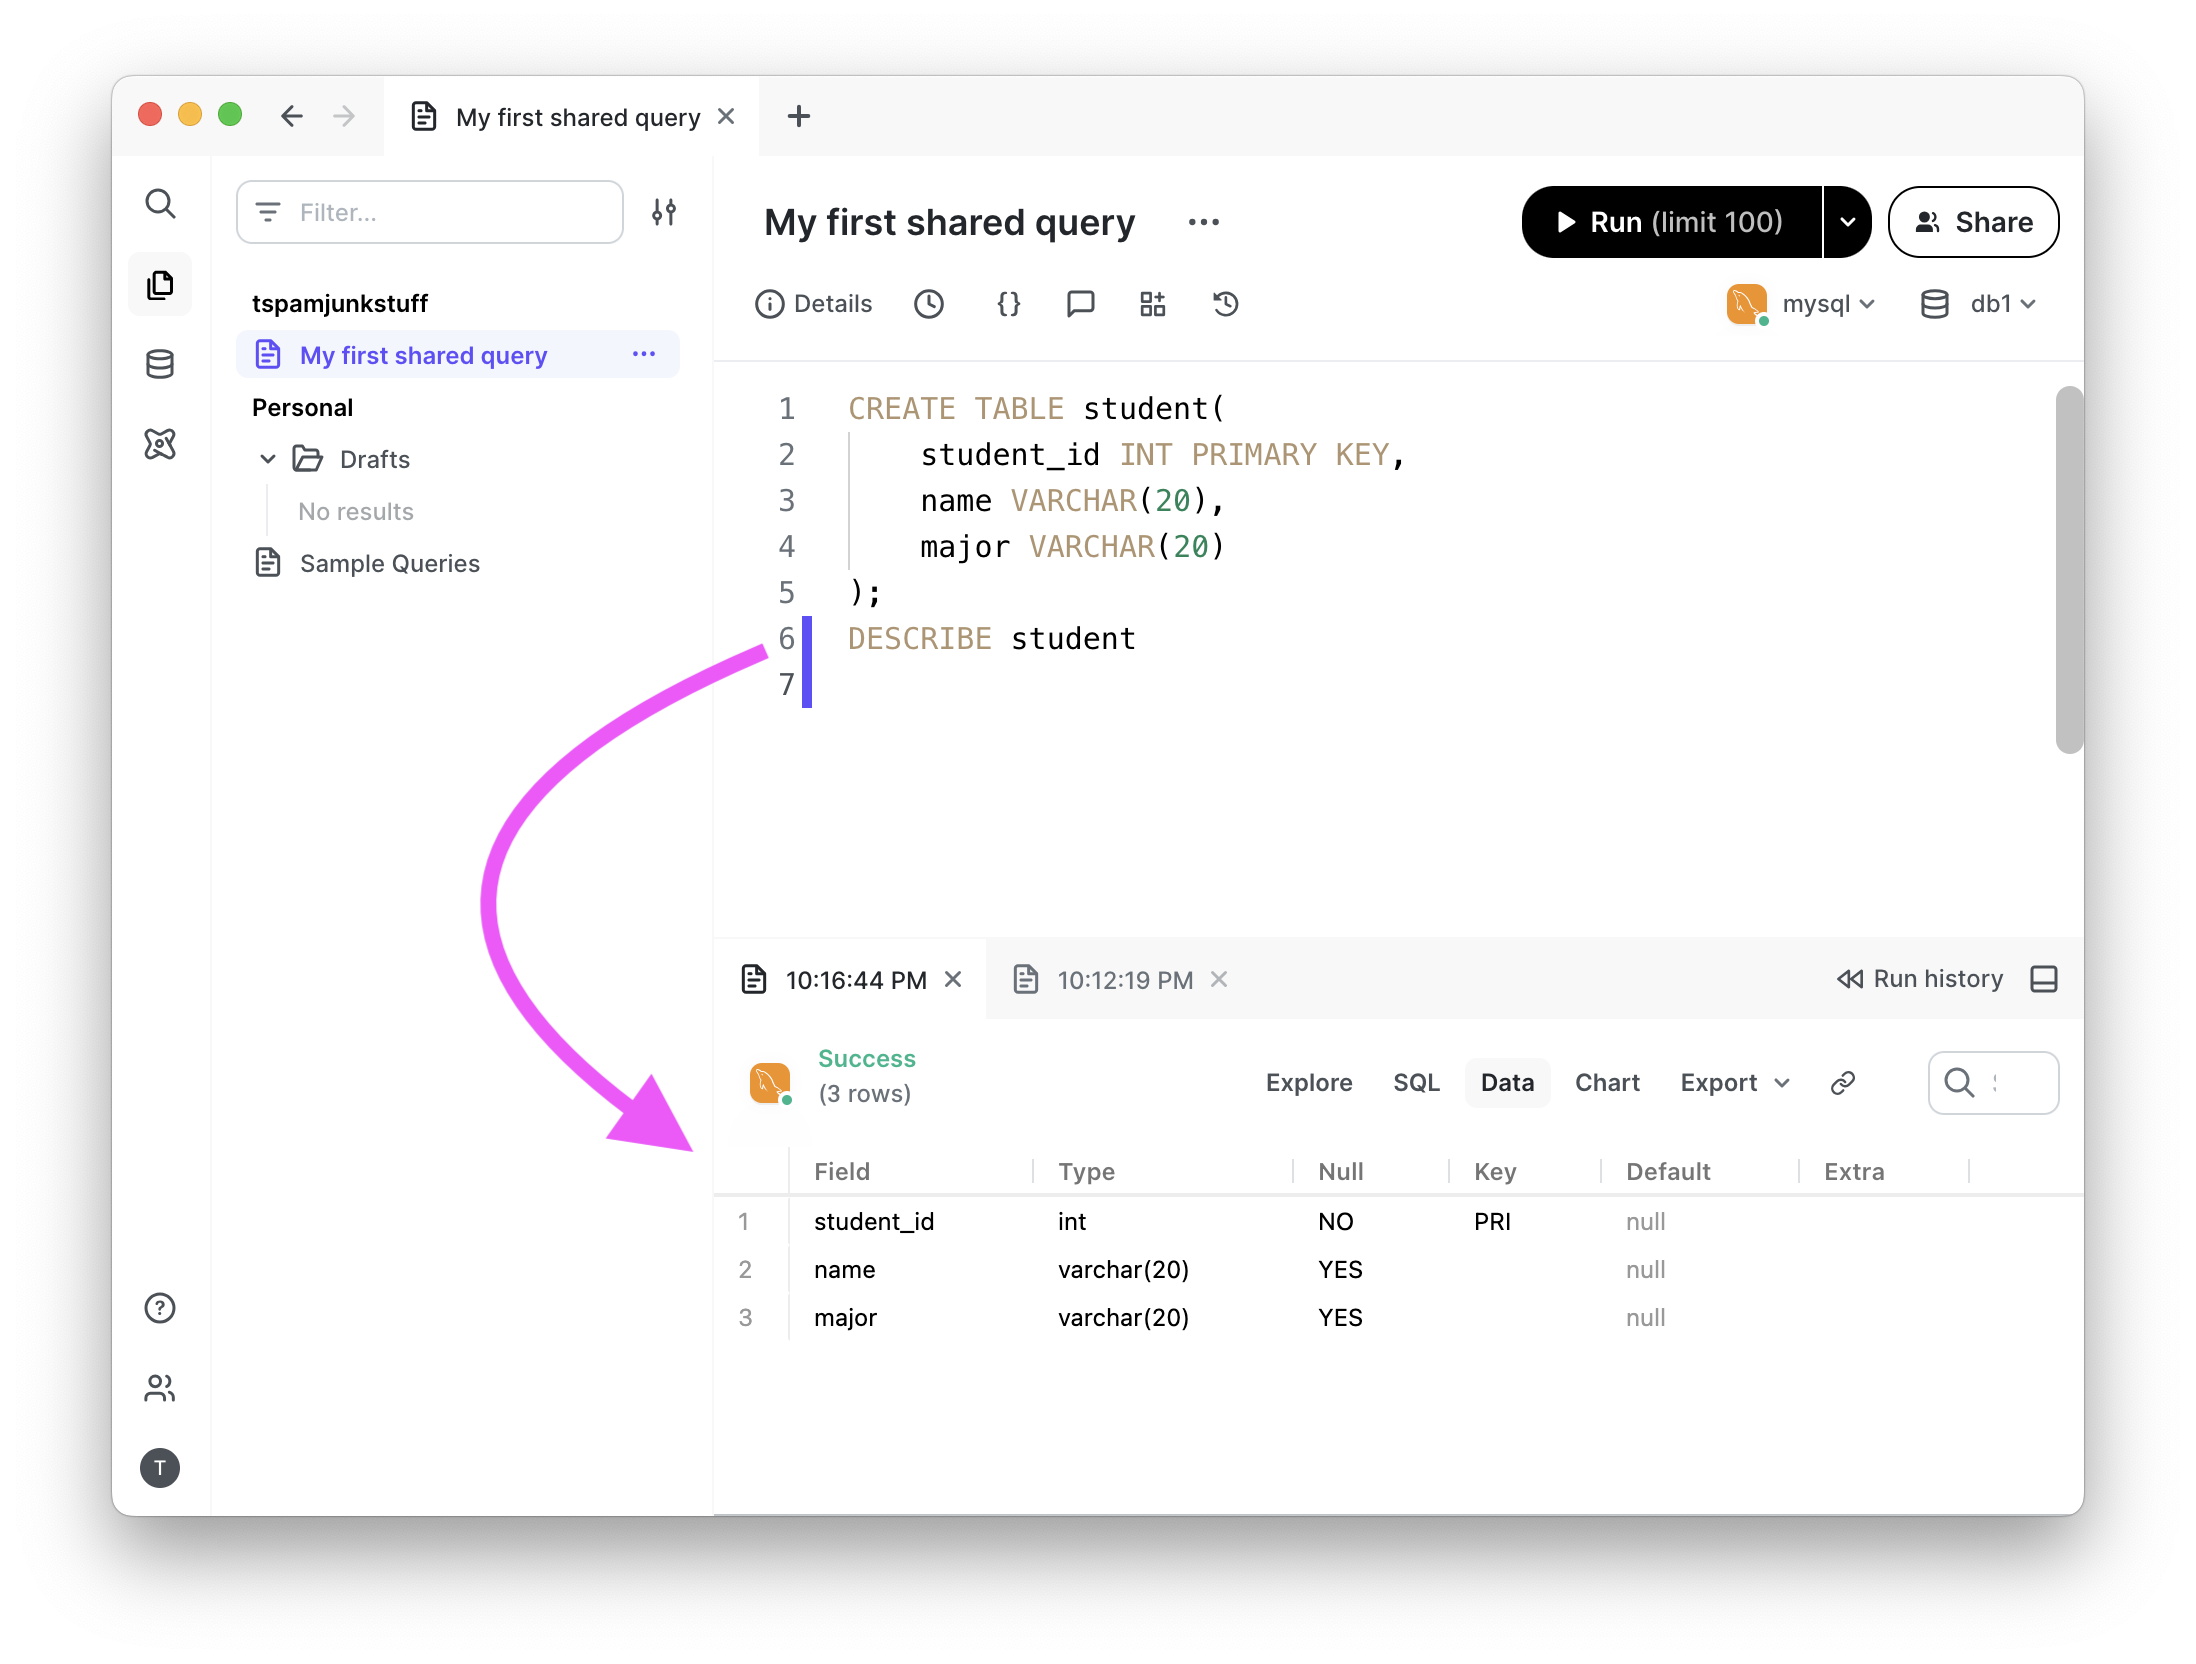 My first shared query
Filter...
tspamjunkstuff
My first shared query
Personal
Drafts
No results
Sample Queries
T
My first shared query
Run (limit 100)
Share
Details
mysql
db1
1 CREATE TABLE student(
2 student_id INT PRIMARY KEY,
3 name VARCHAR(20),
4 major VARCHAR(20)
5 );
6 DESCRIBE student
7
10:16:44 PM
10:12:19 PM
Run history
Success
(3 rows)
Explore SQL Data Chart Export
Field Type Null Key Default Extra
1 student_id int NO PRI null
2 name varchar(20) YES null
3 major varchar(20) YES null